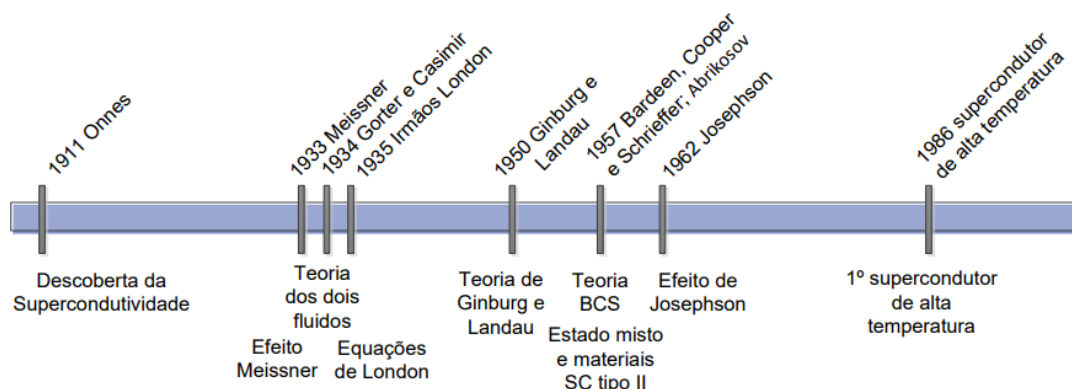 1911 Onnes
1933 Meissner
1934 Gorter e Casimir
1935 Irmãos London
1950 Ginburg e
Landau
1957 Bardeen, Cooper
e Schrieffer; Abrikosov
1962 Josephson
1986 supercondutor
de alta temperatura
Descoberta da
Supercondutividade
Efeito
Meissner
Teoria
dos dois
fluidos
Equações
de London
Teoria de
Ginburg e
Landau
Teoria
BCS
Estado misto
e materiais
SC tipo II
Efeito de
Josephson
1º supercondutor
de alta
temperatura